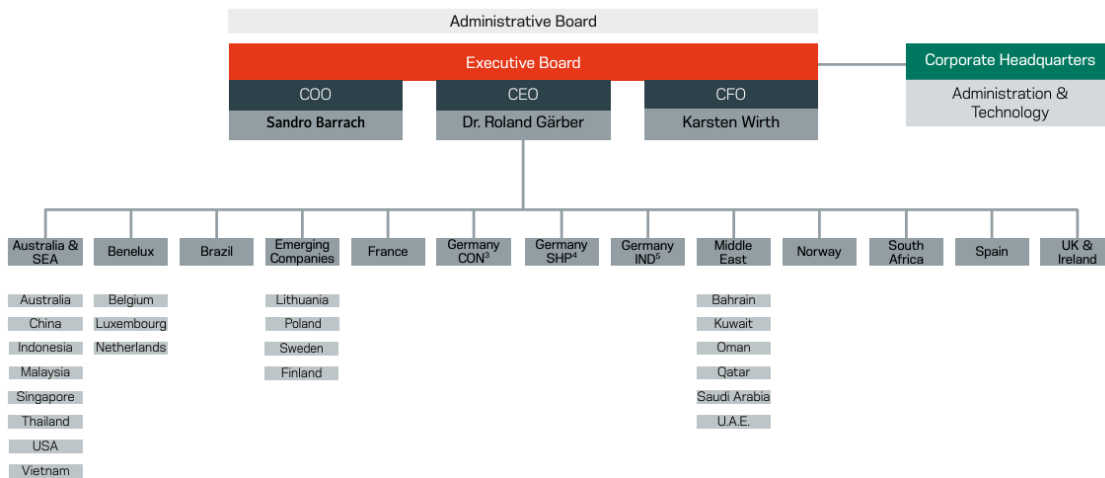 Administrative Board
Executive Board
Corporate Headquarters
COO
CEO
CFO
Administration &
Technology
Sandro Barrach
Dr. Roland Gärber
Karsten Wirth
Australia &
SEA
Benelux
Brazil
Emerging
Companies
France
Germany
CON³
Germany
SHP⁴
Germany
IND⁵
Middle
East
Norway
South
Africa
Spain
UK &
Ireland
Australia
China
Indonesia
Malaysia
Singapore
Thailand
USA
Vietnam
Belgium
Luxembourg
Netherlands
Lithuania
Poland
Sweden
Finland
Bahrain
Kuwait
Oman
Qatar
Saudi Arabia
U.A.E.